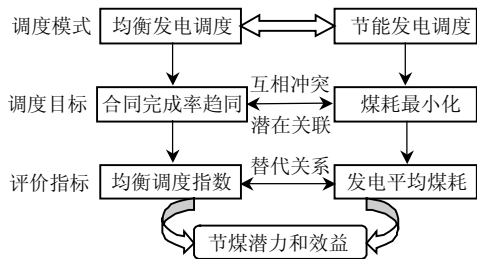 调度模式 均衡发电调度 节能发电调度
互相冲突
调度目标 合同完成率趋同 煤耗最小化
潜在关联
替代关系
评价指标 均衡调度指数 发电平均煤耗
节煤潜力和效益